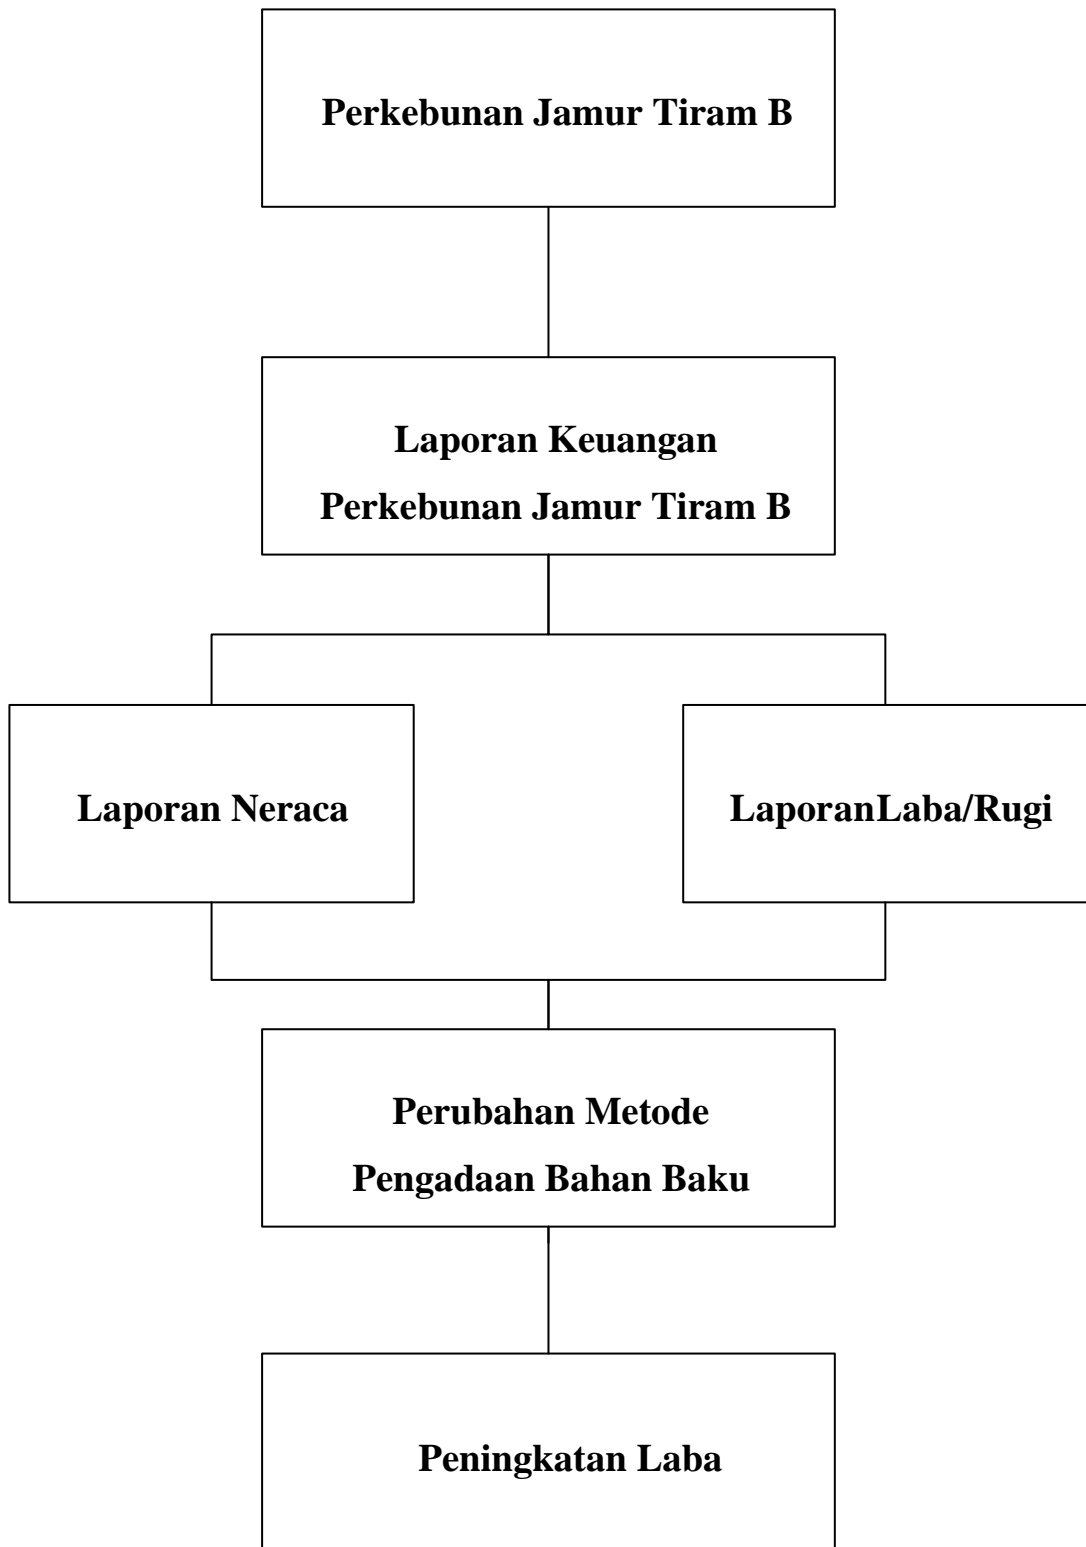 Perkebunan Jamur Tiram B
Laporan Keuangan
Perkebunan Jamur Tiram B
Laporan Neraca
LaporanLaba/Rugi
Perubahan Metode
Pengadaan Bahan Baku
Peningkatan Laba